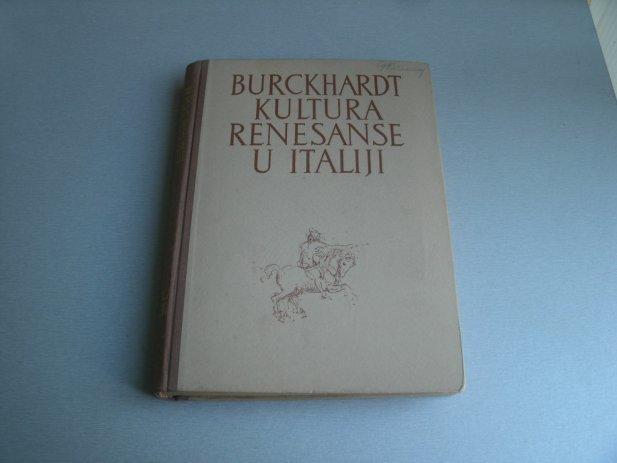 BURCKHARDT
KULTURA
RENESANSE
U ITALIJI